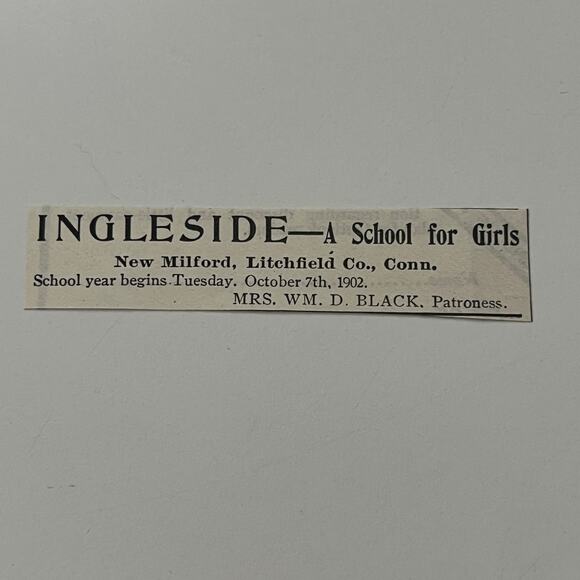 INGLESIDE—A School for Girls
New Milford, Litchfield Co., Conn.
School year begins Tuesday. October 7th, 1902.
MRS. WM. D. BLACK, Patroness.